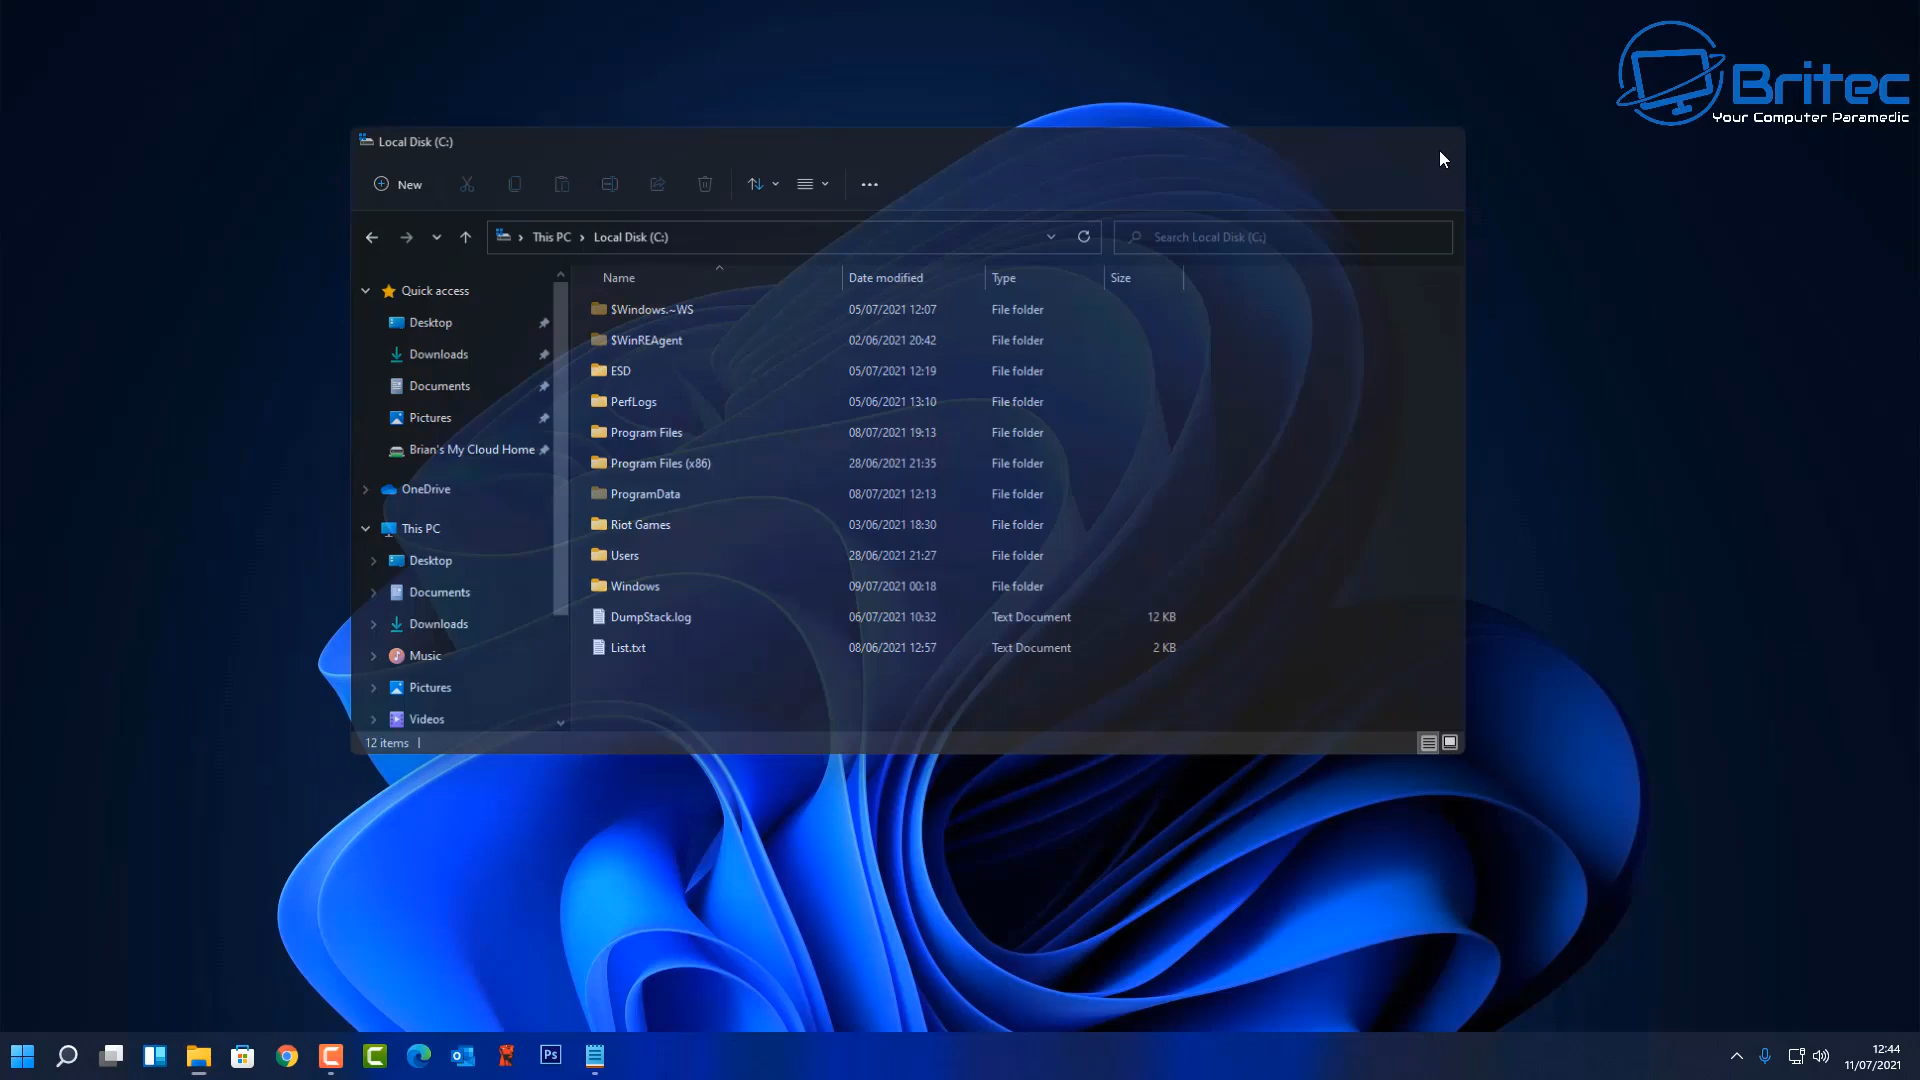 Britec
Your Computer Paramedic
Local Disk (C:)
New
This PC
Local Disk (C:)
Search Local Disk (C:)
Name
Date modified
Type
Size
Quick access
Desktop
Downloads
Documents
Pictures
Brian's My Cloud Home
OneDrive
This PC
Desktop
Documents
Downloads
Music
Pictures
Videos
$Windows.~WS 05/07/2021 12:07 File folder
$WinREAgent 02/06/2021 20:42 File folder
ESD 05/07/2021 12:19 File folder
PerfLogs 05/06/2021 13:10 File folder
Program Files 08/07/2021 19:13 File folder
Program Files (x86) 28/06/2021 21:35 File folder
ProgramData 08/07/2021 12:13 File folder
Riot Games 03/06/2021 18:30 File folder
Users 28/06/2021 21:27 File folder
Windows 09/07/2021 00:18 File folder
DumpStack.log 06/07/2021 10:32 Text Document 12 KB
List.txt 08/06/2021 12:57 Text Document 2 KB
12 items
Ps
12:44
11/07/2021